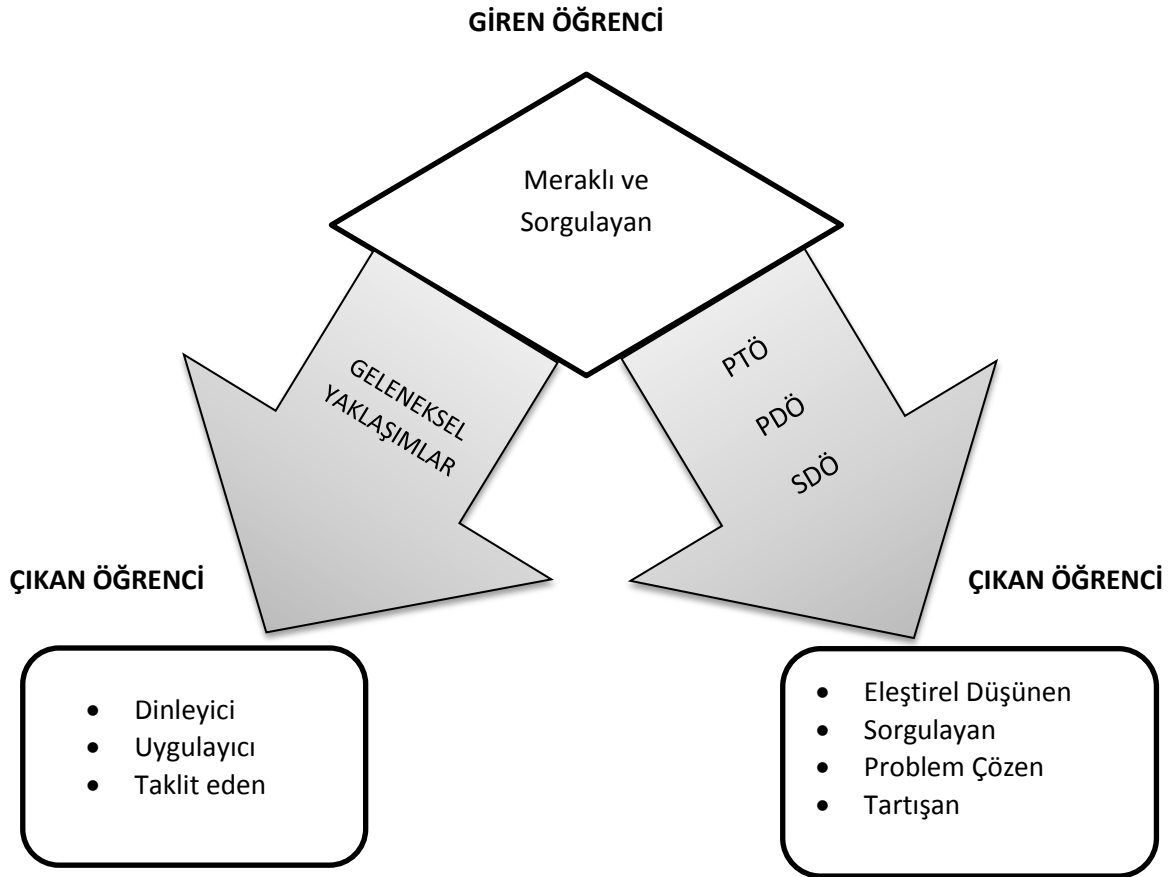 GİREN ÖĞRENCİ
Meraklı ve
Sorgulayan
GELENEKSEL
YAKLAŞIMLAR
PTÖ
PDÖ
SDÖ
ÇIKAN ÖĞRENCİ
• Dinleyici
• Uygulayıcı
• Taklit eden
ÇIKAN ÖĞRENCİ
• Eleştirel Düşünen
• Sorgulayan
• Problem Çözen
• Tartışan